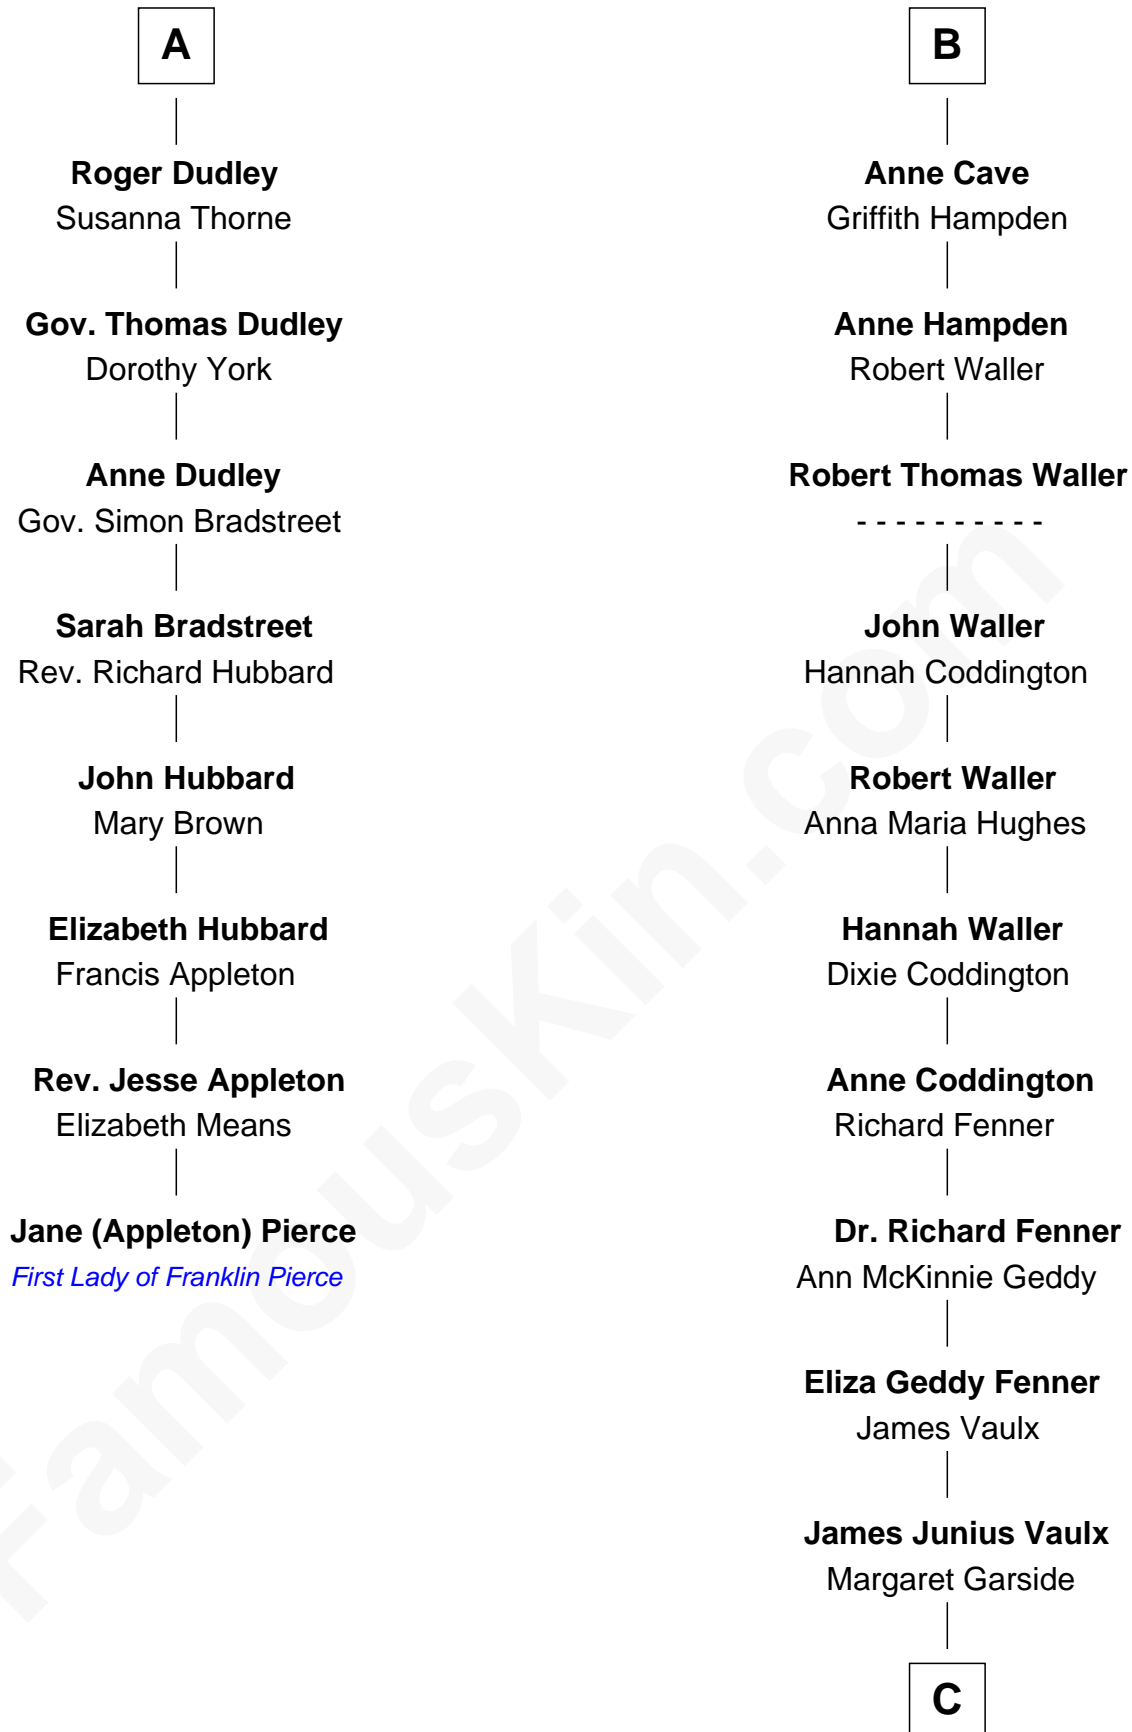 A
Roger Dudley
Susanna Thorne
Gov. Thomas Dudley
Dorothy York
Anne Dudley
Gov. Simon Bradstreet
Sarah Bradstreet
Rev. Richard Hubbard
John Hubbard
Mary Brown
Elizabeth Hubbard
Francis Appleton
Rev. Jesse Appleton
Elizabeth Means
Jane (Appleton) Pierce
First Lady of Franklin Pierce
B
Anne Cave
Griffith Hampden
Anne Hampden
Robert Waller
Robert Thomas Waller
- - - - - - - - - -
John Waller
Hannah Coddington
Robert Waller
Anna Maria Hughes
Hannah Waller
Dixie Coddington
Anne Coddington
Richard Fenner
Dr. Richard Fenner
Ann McKinnie Geddy
Eliza Geddy Fenner
James Vaulx
James Junius Vaulx
Margaret Garside
C
FamousKin.com